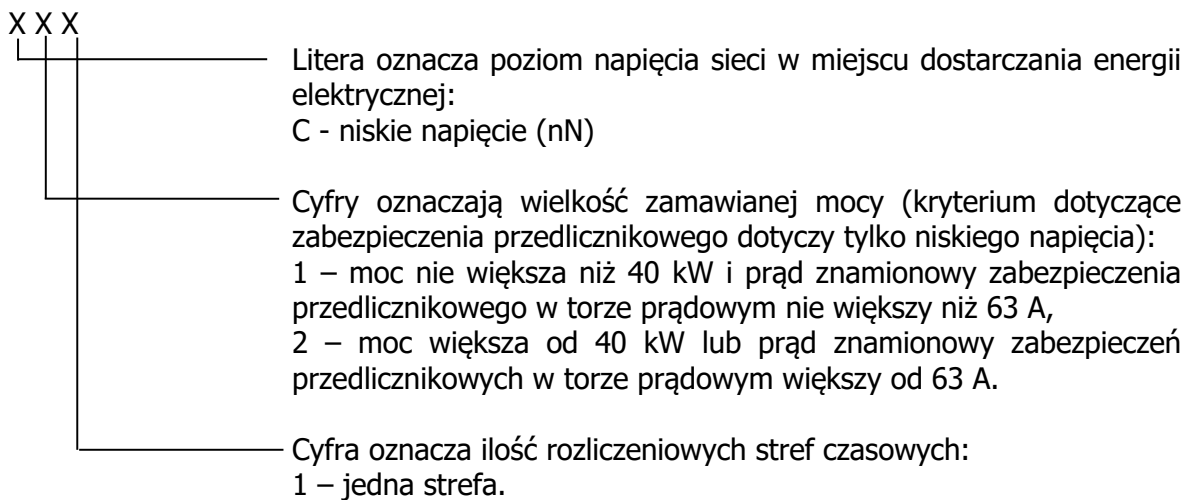 X X X
Litera oznacza poziom napięcia sieci w miejscu dostarczania energii
elektrycznej:
C - niskie napięcie (nN)
Cyfry oznaczają wielkość zamawianej mocy (kryterium dotyczące
zabezpieczenia przedlicznikowego dotyczy tylko niskiego napięcia):
1 – moc nie większa niż 40 kW i prąd znamionowy zabezpieczenia
przedlicznikowego w torze prądowym nie większy niż 63 A,
2 – moc większa od 40 kW lub prąd znamionowy zabezpieczeń
przedlicznikowych w torze prądowym większy od 63 A.
Cyfra oznacza ilość rozliczeniowych stref czasowych:
1 – jedna strefa.